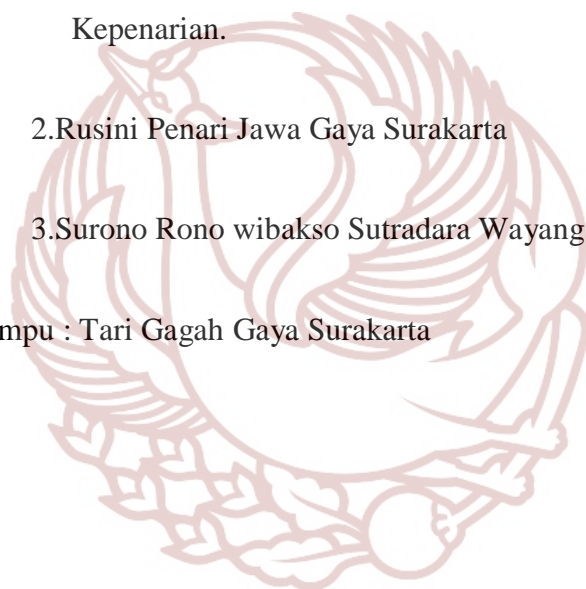 Kepenarian.
2.Rusini Penari Jawa Gaya Surakarta
3.Surono Rono wibakso Sutradara Wayang
mpu : Tari Gagah Gaya Surakarta